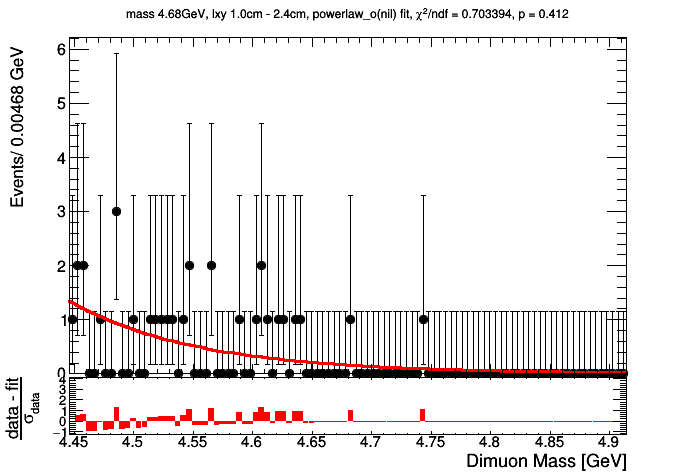 mass 4.68GeV, lxy 1.0cm - 2.4cm, powerlaw_o(nil) fit, χ²/ndf = 0.703394, p = 0.412
Events/ 0.00468 GeV
6
5
4
3
2
1
0
data - fit
σdata
4
3
2
1
0
−1
4.45 4.5 4.55 4.6 4.65 4.7 4.75 4.8 4.85 4.9
Dimuon Mass [GeV]